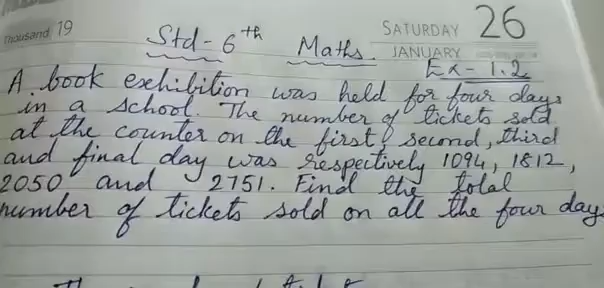 Thousand 19
SATURDAY 26
JANUARY
Std - 6th Maths.
Ex - 1.2
A book exhibition was held for four days
in a school. The number of tickets sold
at the counter on the first, second, third
and final day was respectively 1094, 1812,
2050 and 2751. Find the total
number of tickets sold on all the four days.